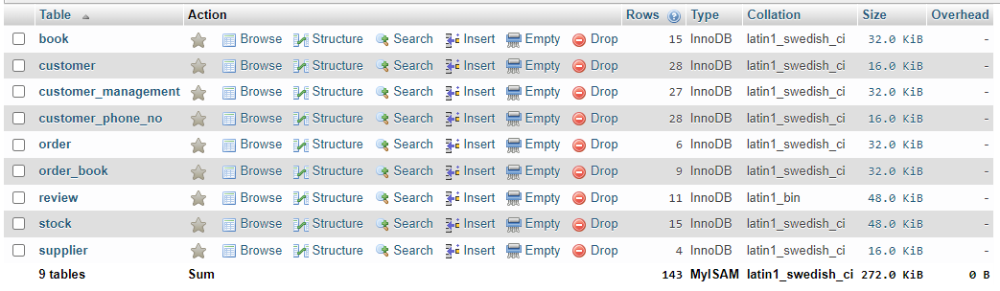 Table Action Rows Type Collation Size Overhead
book Browse Structure Search Insert Empty Drop 15 InnoDB latin1_swedish_ci 32.0 KiB -
customer Browse Structure Search Insert Empty Drop 28 InnoDB latin1_swedish_ci 16.0 KiB -
customer_management Browse Structure Search Insert Empty Drop 27 InnoDB latin1_swedish_ci 32.0 KiB -
customer_phone_no Browse Structure Search Insert Empty Drop 28 InnoDB latin1_swedish_ci 16.0 KiB -
order Browse Structure Search Insert Empty Drop 6 InnoDB latin1_swedish_ci 32.0 KiB -
order_book Browse Structure Search Insert Empty Drop 9 InnoDB latin1_swedish_ci 32.0 KiB -
review Browse Structure Search Insert Empty Drop 11 InnoDB latin1_bin 48.0 KiB -
stock Browse Structure Search Insert Empty Drop 15 InnoDB latin1_swedish_ci 48.0 KiB -
supplier Browse Structure Search Insert Empty Drop 4 InnoDB latin1_swedish_ci 16.0 KiB -
9 tables Sum 143 MyISAM latin1_swedish_ci 272.0 KiB 0 B